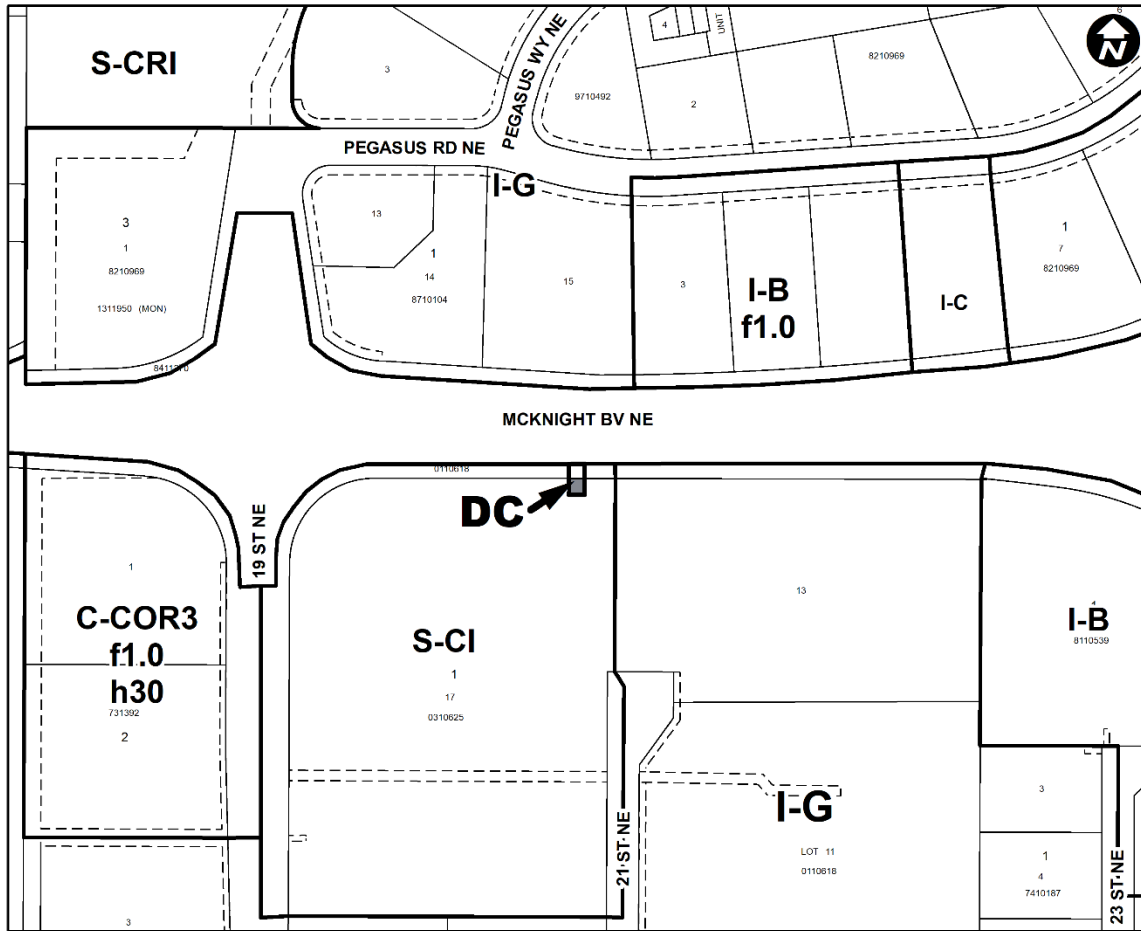 6
4
UNIT
N
S-CRI
3
PEGASUS WY NE
8210969
9710492
2
PEGASUS RD NE
I-G
13
3
1
8210969
1311950 (MON)
1
14
8710104
15
3
I-B
f1.0
I-C
1
7
8210969
MCKNIGHT BV NE
0110618
DC
19 ST NE
1
C-COR3
f1.0
h30
731392
2
S-CI
1
17
0310625
13
4
I-B
8110539
I-G
LOT 11
0110618
21 ST NE
3
1
4
7410187
23 ST NE
3